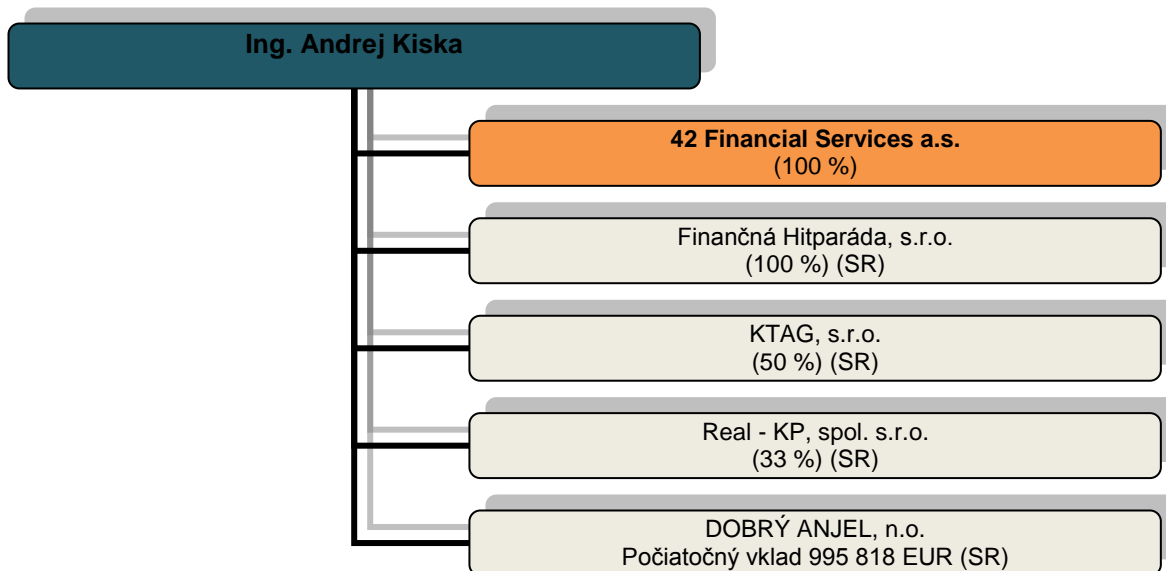 Ing. Andrej Kiska
42 Financial Services a.s.
(100 %)
Finančná Hitparáda, s.r.o.
(100 %) (SR)
KTAG, s.r.o.
(50 %) (SR)
Real - KP, spol. s.r.o.
(33 %) (SR)
DOBRÝ ANJEL, n.o.
Počiatočný vklad 995 818 EUR (SR)